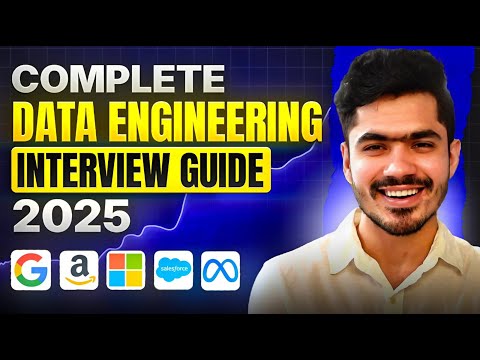 COMPLETE
DATA ENGINEERING
INTERVIEW GUIDE
2025
salesforce